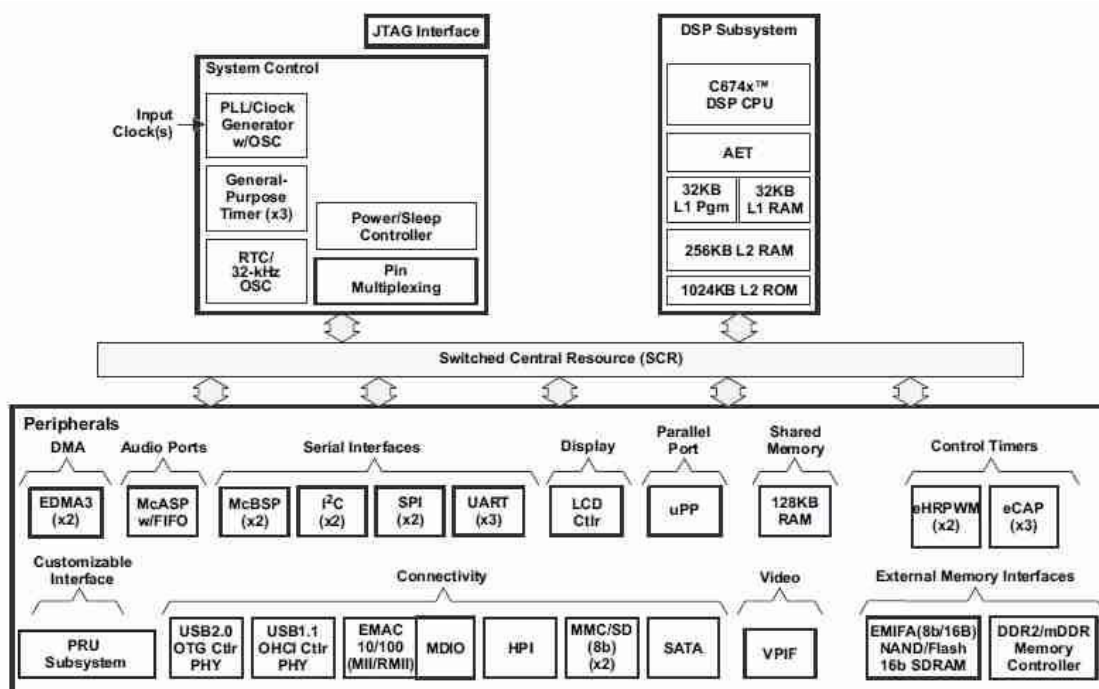 JTAG Interface
System Control
Input
Clock(s)
PLL/Clock
Generator
w/OSC
General-
Purpose
Timer (x3)
RTC/
32-kHz
OSC
Power/Sleep
Controller
Pin
Multiplexing
DSP Subsystem
C674x™
DSP CPU
AET
32KB
L1 Pgm
32KB
L1 RAM
256KB L2 RAM
1024KB L2 ROM
Switched Central Resource (SCR)
Peripherals
DMA
EDMA3
(x2)
Audio Ports
McASP
w/FIFO
Serial Interfaces
McBSP
(x2)
I²C
(x2)
SPI
(x2)
UART
(x3)
Display
LCD
Ctlr
Parallel
Port
uPP
Shared
Memory
128KB
RAM
Control Timers
eHRPWM
(x2)
eCAP
(x3)
Customizable
Interface
PRU
Subsystem
Connectivity
USB2.0
OTG Ctlr
PHY
USB1.1
OHCI Ctlr
PHY
EMAC
10/100
(MII/RMII)
MDIO
HPI
MMC/SD
(8b)
(x2)
SATA
Video
VPIF
External Memory Interfaces
EMIFA(8b/16B)
NAND/Flash
16b SDRAM
DDR2/mDDR
Memory
Controller